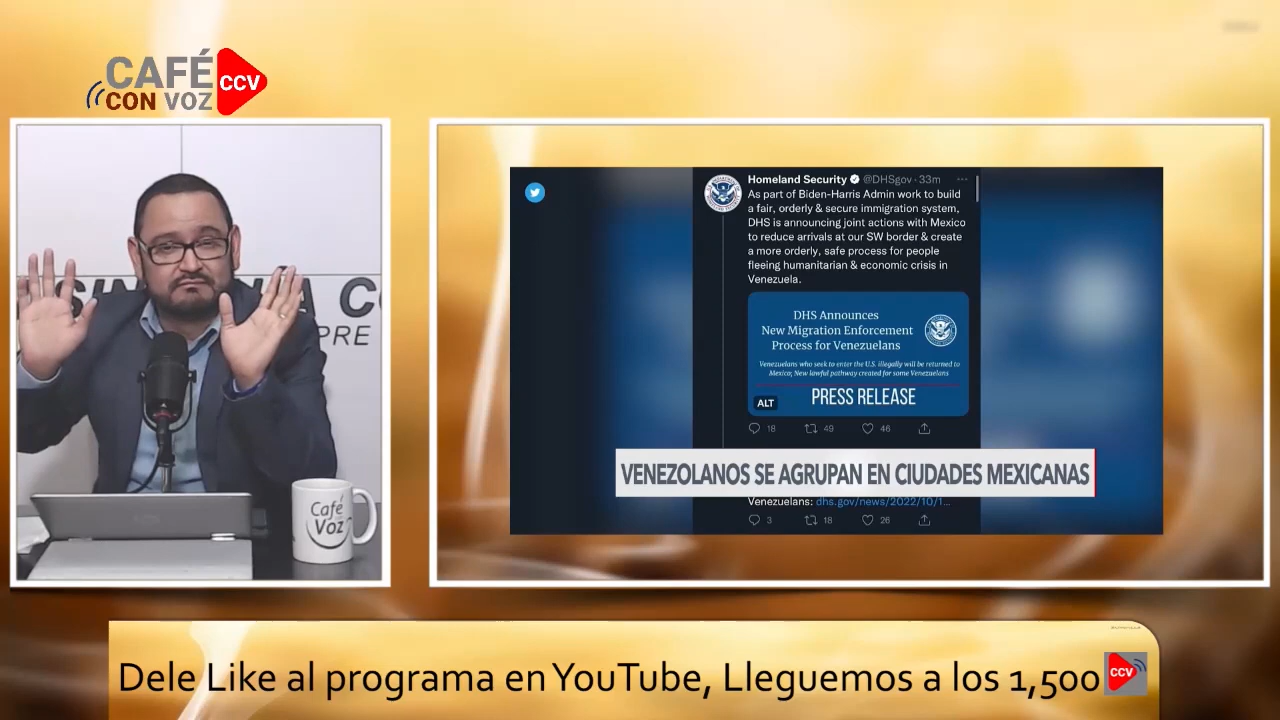 CAFÉ
CON VOZ
CCV
SIN
A CO
PRE
Café
Voz
Homeland Security @DHSgov · 33m
As part of Biden-Harris Admin work to build
a fair, orderly & secure immigration system,
DHS is announcing joint actions with Mexico
to reduce arrivals at our SW border & create
a more orderly, safe process for people
fleeing humanitarian & economic crisis in
Venezuela.
DHS Announces
New Migration Enforcement
Process for Venezuelans
Venezuelans who seek to enter the U.S. illegally will be returned to
Mexico; New lawful pathway created for some Venezuelans
PRESS RELEASE
ALT
18 49 46
VENEZOLANOS SE AGRUPAN EN CIUDADES MEXICANAS
Venezuelans: dhs.gov/news/2022/10/1...
3 18 26
Dele Like al programa en YouTube, Lleguemos a los 1,500
CCV